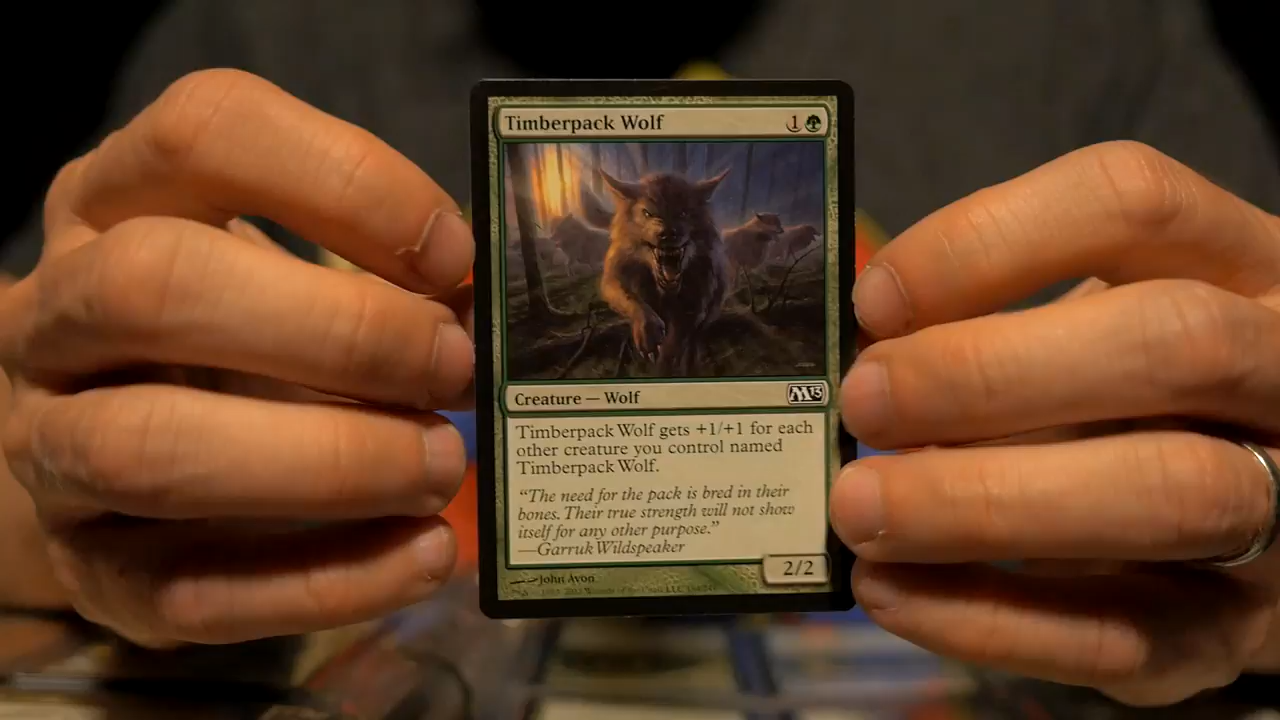 Timberpack Wolf 1
Creature — Wolf M13
Timberpack Wolf gets +1/+1 for each
other creature you control named
Timberpack Wolf.
“The need for the pack is bred in their
bones. Their true strength will not show
itself for any other purpose.”
—Garruk Wildspeaker
2/2
John Avon